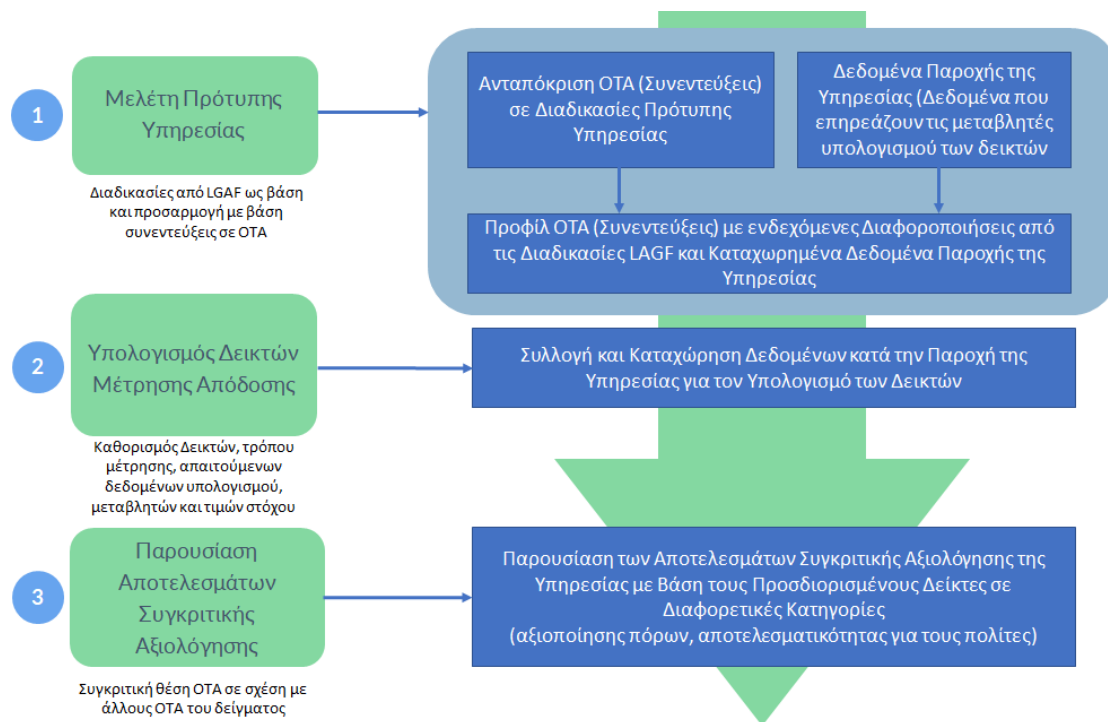 1
Μελέτη Πρότυπης
Υπηρεσίας
Διαδικασίες από LGAF ως βάση
και προσαρμογή με βάση
συνεντεύξεις σε ΟΤΑ
Ανταπόκριση ΟΤΑ (Συνεντεύξεις)
σε Διαδικασίες Πρότυπης
Υπηρεσίας
Δεδομένα Παροχής της
Υπηρεσίας (Δεδομένα που
επηρεάζουν τις μεταβλητές
υπολογισμού των δεικτών
Προφίλ ΟΤΑ (Συνεντεύξεις) με ενδεχόμενες Διαφοροποιήσεις από
τις Διαδικασίες LAGF και Καταχωρημένα Δεδομένα Παροχής της
Υπηρεσίας
2
Υπολογισμός Δεικτών
Μέτρησης Απόδοσης
Καθορισμός Δεικτών, τρόπου
μέτρησης, απαιτούμενων
δεδομένων υπολογισμού,
μεταβλητών και τιμών στόχου
Συλλογή και Καταχώρηση Δεδομένων κατά την Παροχή της
Υπηρεσίας για τον Υπολογισμό των Δεικτών
3
Παρουσίαση
Αποτελεσμάτων
Συγκριτικής
Αξιολόγησης
Συγκριτική θέση ΟΤΑ σε σχέση με
άλλους ΟΤΑ του δείγματος
Παρουσίαση των Αποτελεσμάτων Συγκριτικής Αξιολόγησης της
Υπηρεσίας με Βάση τους Προσδιορισμένους Δείκτες σε
Διαφορετικές Κατηγορίες
(αξιοποίησης πόρων, αποτελεσματικότητας για τους πολίτες)